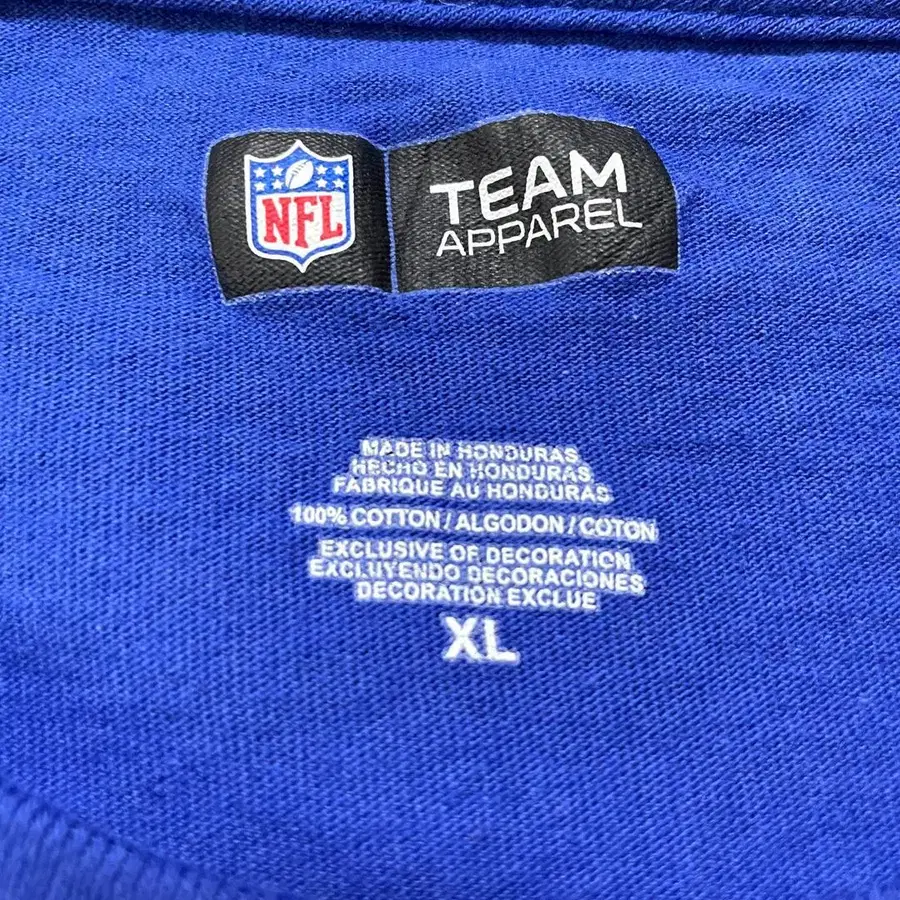 NFL
TEAM
APPAREL
MADE IN HONDURAS
HECHO EN HONDURAS
FABRIQUE AU HONDURAS
100% COTTON / ALGODON / COTON
EXCLUSIVE OF DECORATION
EXCLUYENDO DECORACIONES
DECORATION EXCLUE
XL